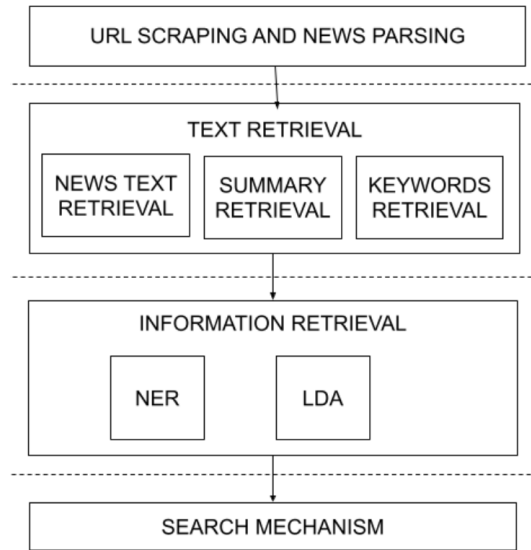 URL SCRAPING AND NEWS PARSING
TEXT RETRIEVAL
NEWS TEXT
RETRIEVAL
SUMMARY
RETRIEVAL
KEYWORDS
RETRIEVAL
INFORMATION RETRIEVAL
NER
LDA
SEARCH MECHANISM